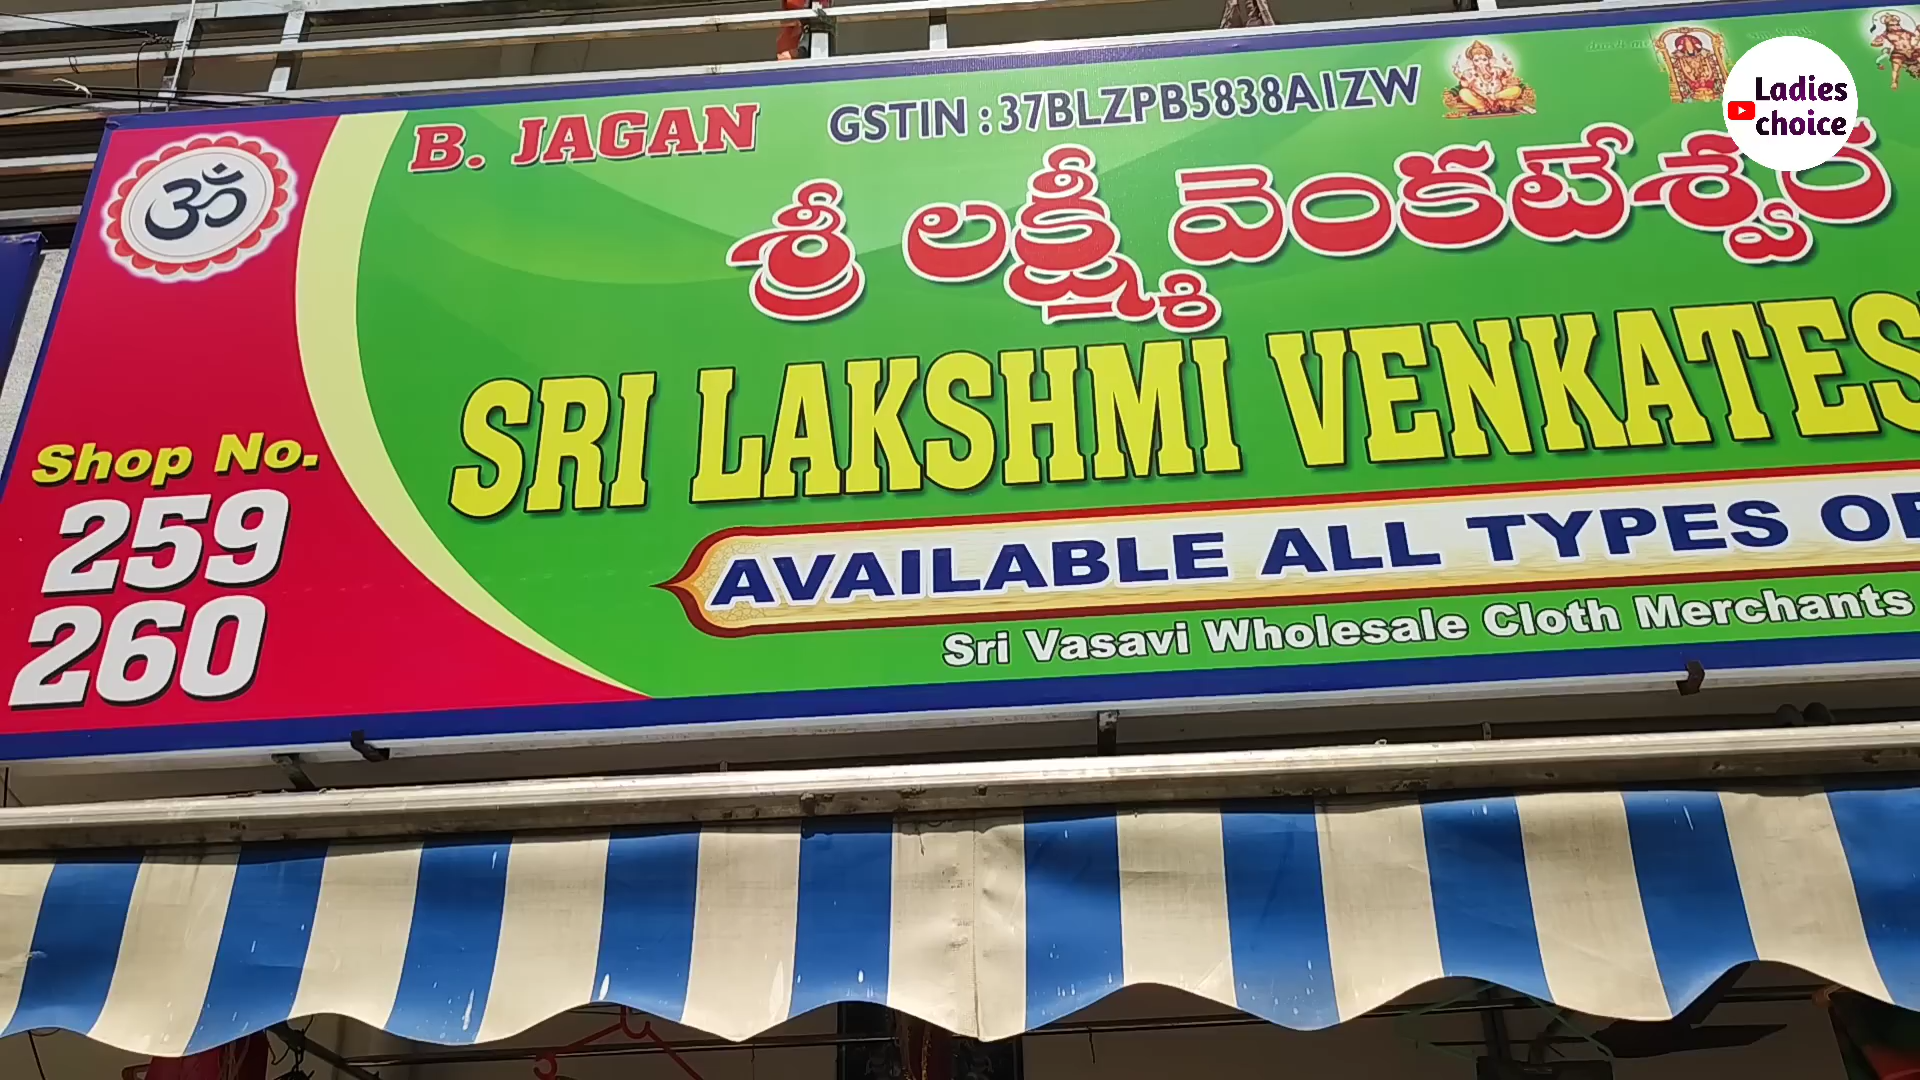 B. JAGAN
GSTIN : 37BLZPB5838A1ZW
Ladies
choice
ॐ
శ్రీ లక్ష్మీ వెంకటేశ్వర
SRI LAKSHMI VENKATES
Shop No.
259
260
AVAILABLE ALL TYPES OF
Sri Vasavi Wholesale Cloth Merchants